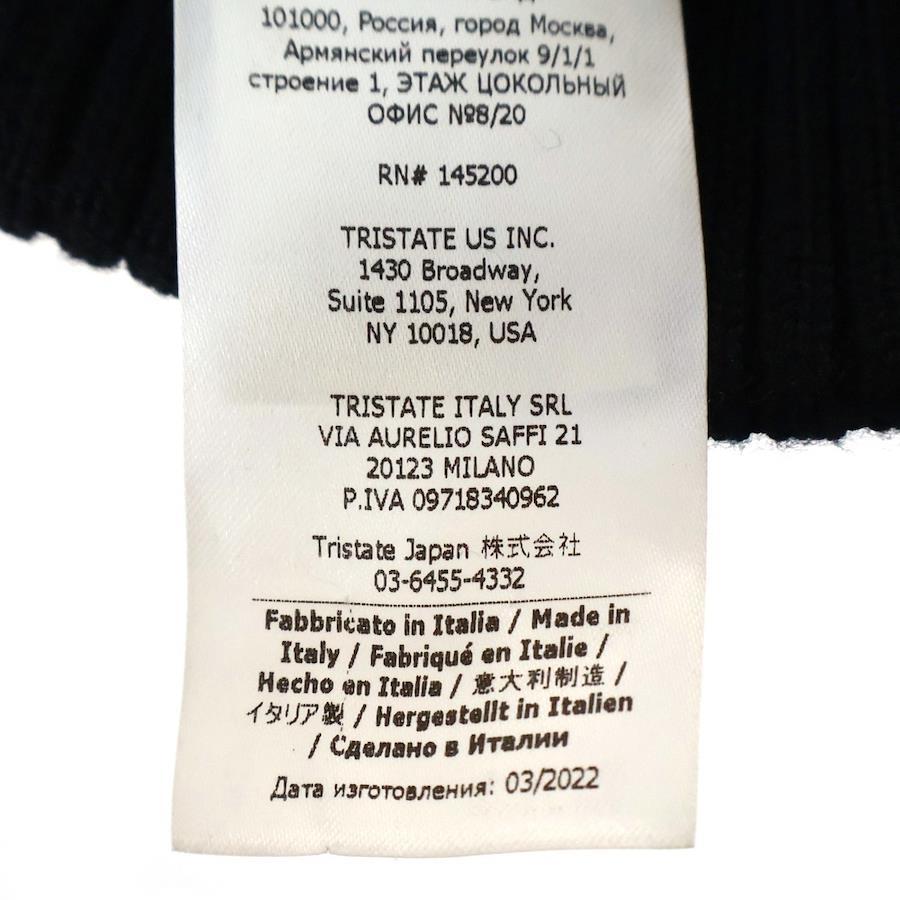 101000, Россия, город Москва,
Армянский переулок 9/1/1
строение 1, ЭТАЖ ЦОКОЛЬНЫЙ
ОФИС №8/20
RN# 145200
TRISTATE US INC.
1430 Broadway,
Suite 1105, New York
NY 10018, USA
TRISTATE ITALY SRL
VIA AURELIO SAFFI 21
20123 MILANO
P.IVA 09718340962
Tristate Japan 株式会社
03-6455-4332
Fabbricato in Italia / Made in
Italy / Fabriqué en Italie /
Hecho en Italia / 意大利制造 /
イタリア製 / Hergestellt in Italien
/ Сделано в Италии
Дата изготовления: 03/2022